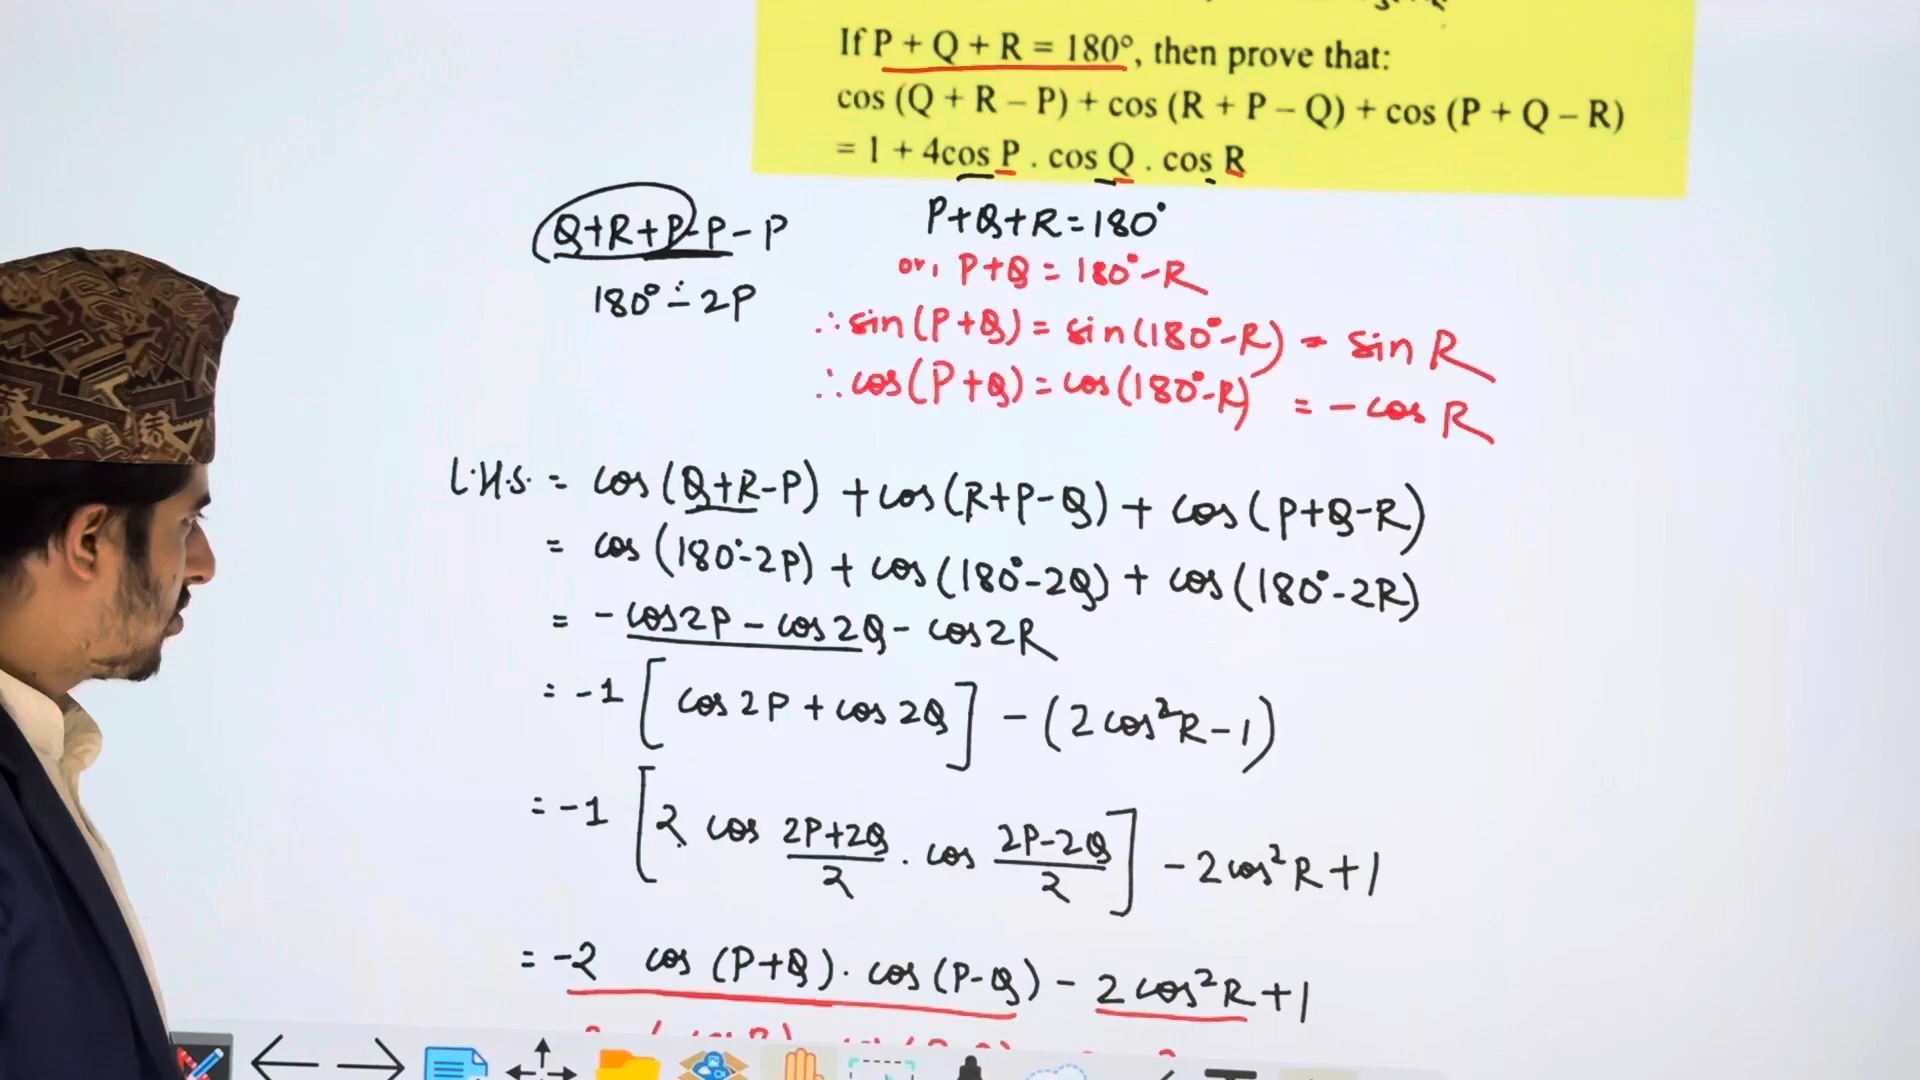 If P + Q + R = 180°, then prove that:
cos (Q + R – P) + cos (R + P – Q) + cos (P + Q – R)
= 1 + 4cos P . cos Q . cos R
Q+R+P-P-P
180° - 2P
P+Q+R=180°
or, P+Q = 180°-R
∴ sin(P+Q) = sin(180°-R) = sin R
∴ cos(P+Q) = cos(180°-R) = - cos R
L.H.S. = cos(Q+R-P) + cos(R+P-Q) + cos(P+Q-R)
= cos(180°-2P) + cos(180°-2Q) + cos(180°-2R)
= - cos2P - cos2Q - cos2R
= -1 [cos 2P + cos 2Q] - (2cos²R-1)
= -1 [2 cos (2P+2Q)/2 . cos (2P-2Q)/2] - 2cos²R+1
= -2 cos(P+Q). cos(P-Q) - 2cos²R+1